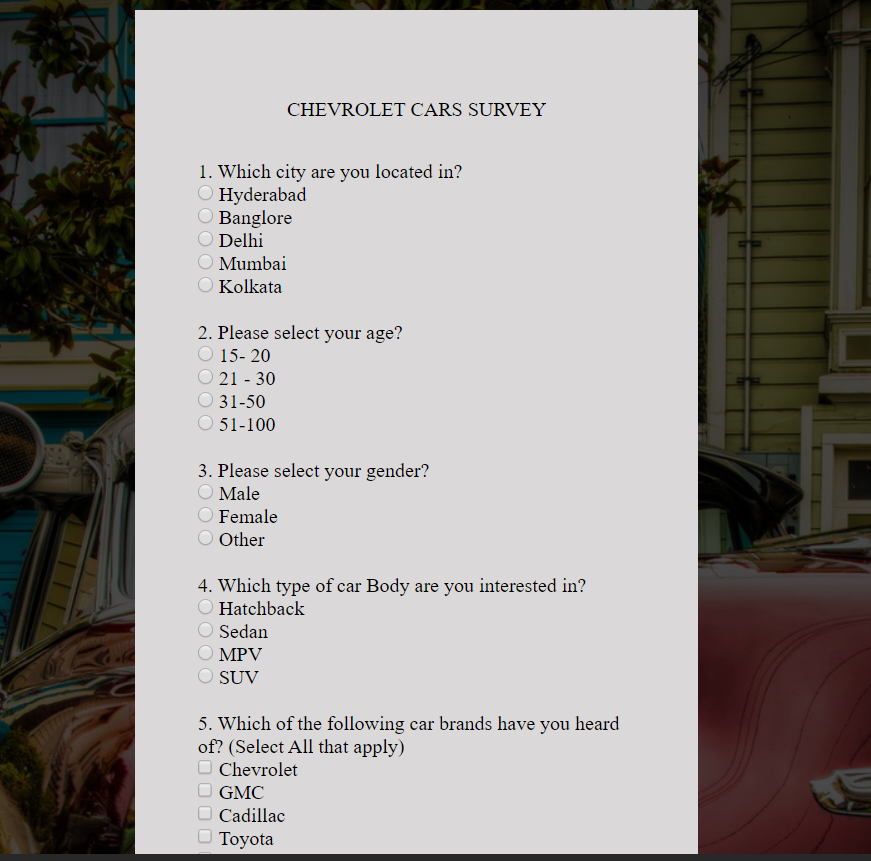 CHEVROLET CARS SURVEY
1. Which city are you located in?
Hyderabad
Banglore
Delhi
Mumbai
Kolkata
2. Please select your age?
15- 20
21 - 30
31-50
51-100
3. Please select your gender?
Male
Female
Other
4. Which type of car Body are you interested in?
Hatchback
Sedan
MPV
SUV
5. Which of the following car brands have you heard
of? (Select All that apply)
Chevrolet
GMC
Cadillac
Toyota